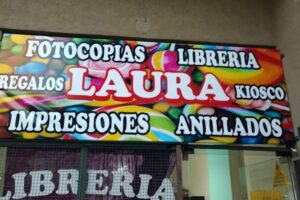 FOTOCOPIAS LIBRERIA
REGALOS LAURA KIOSCO
IMPRESIONES ANILLADOS
LIBRERIA